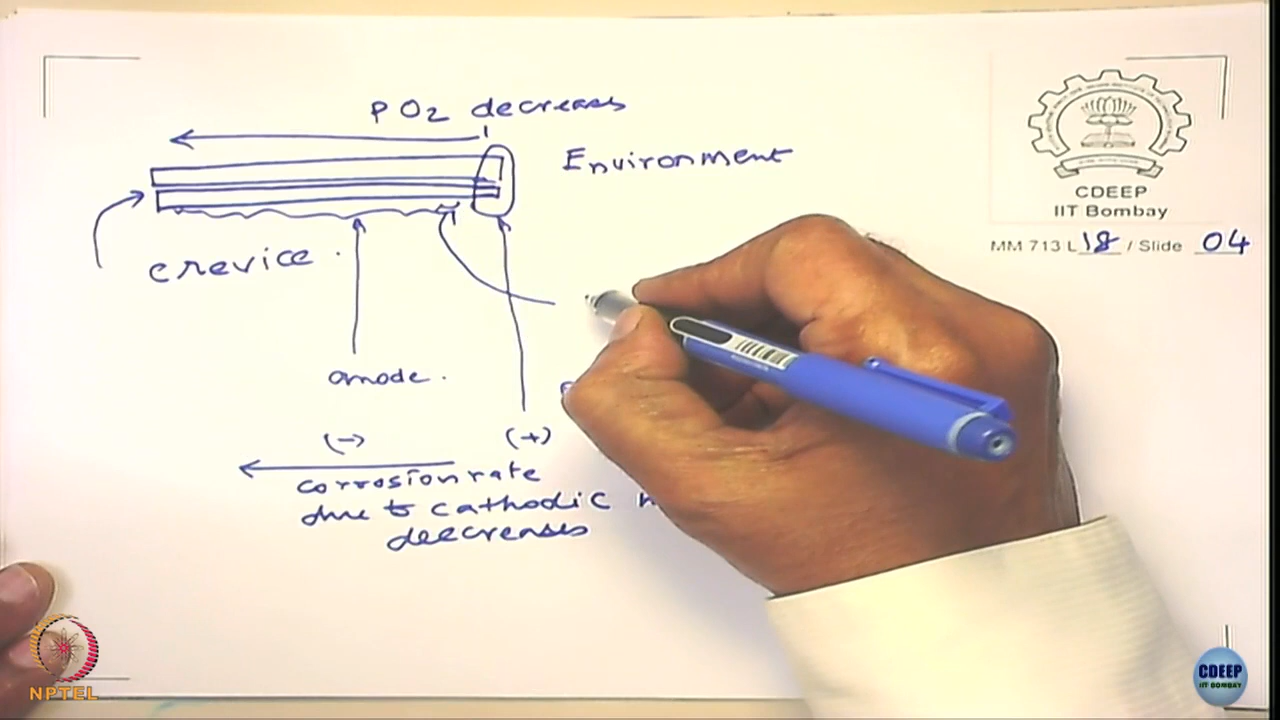 PO2 decreases
Environment
crevice.
anode.
(-)
(+)
corrosion rate
due to cathodic
decreases
CDEEP
IIT Bombay
MM 713 L 18 / Slide 04
NPTEL
CDEEP
IIT BOMBAY